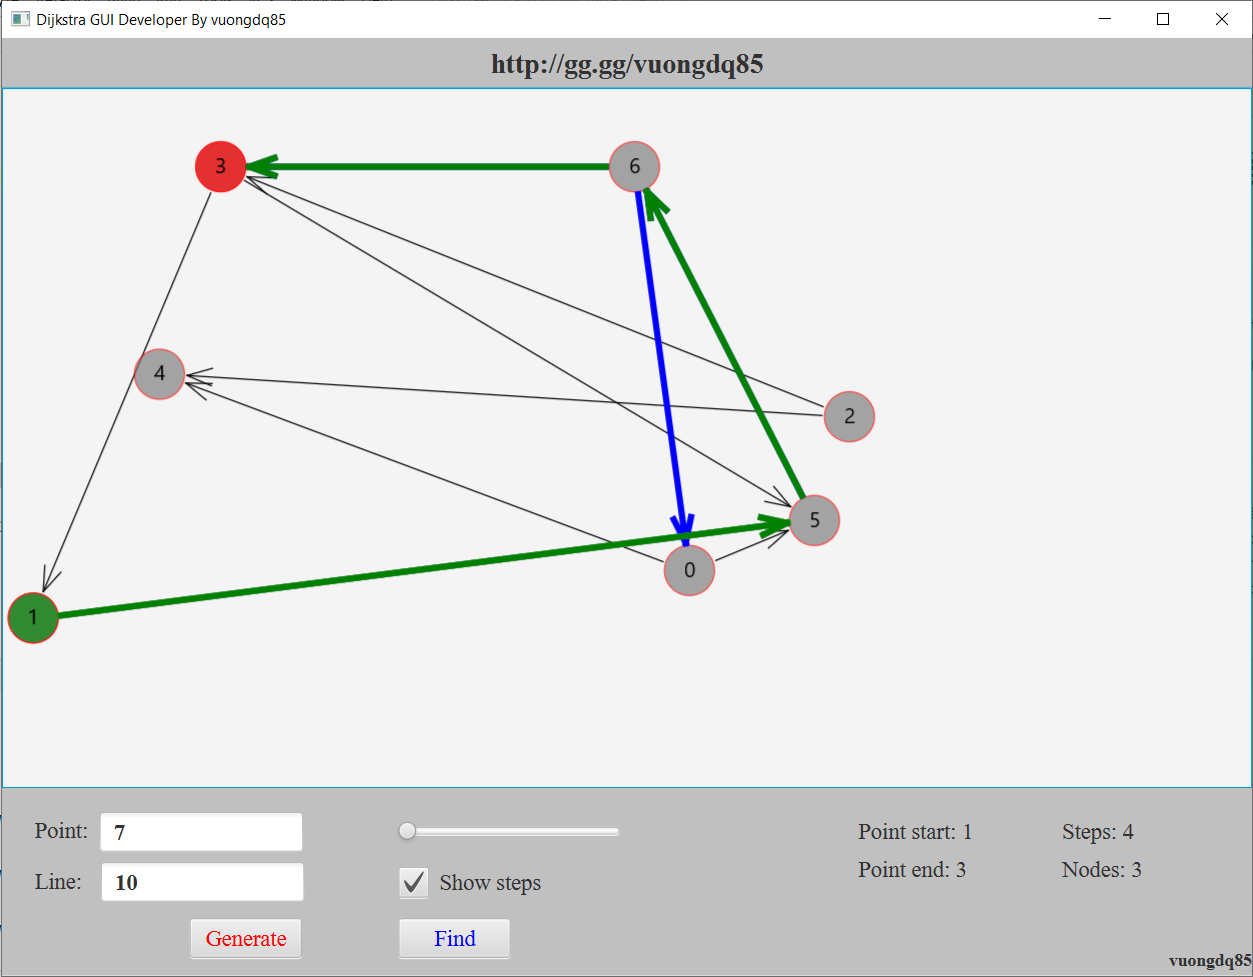 Dijkstra GUI Developer By vuongdq85
http://gg.gg/vuongdq85
3
6
4
2
5
0
1
Point: 7
Line: 10
Generate
Show steps
Find
Point start: 1
Steps: 4
Point end: 3
Nodes: 3
vuongdq85